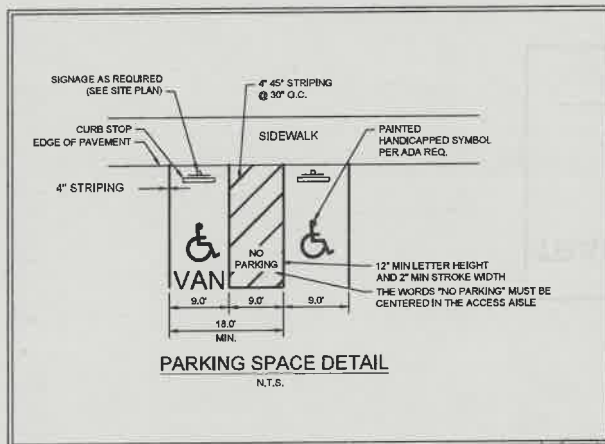 SIGNAGE AS REQUIRED
(SEE SITE PLAN)
4" 45° STRIPING
@ 30" O.C.
CURB STOP
EDGE OF PAVEMENT
SIDEWALK
PAINTED
HANDICAPPED SYMBOL
PER ADA REQ.
4" STRIPING
NO
PARKING
VAN
12" MIN LETTER HEIGHT
AND 2" MIN STROKE WIDTH
THE WORDS "NO PARKING" MUST BE
CENTERED IN THE ACCESS AISLE
9.0' 9.0' 9.0'
18.0'
MIN.
PARKING SPACE DETAIL
N.T.S.